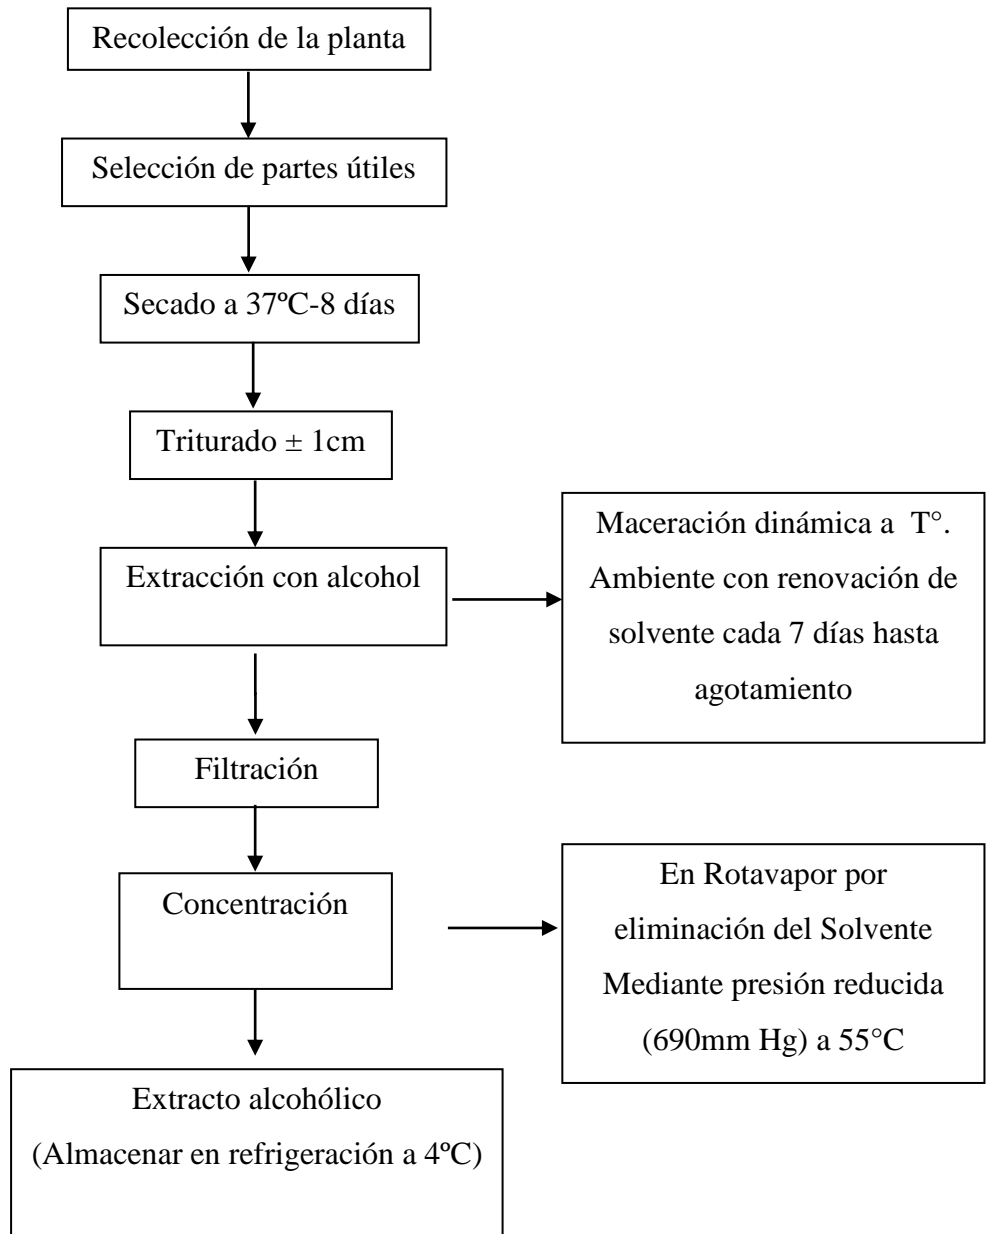 Recolección de la planta
Selección de partes útiles
Secado a 37ºC-8 días
Triturado ± 1cm
Extracción con alcohol
Maceración dinámica a T°.
Ambiente con renovación de
solvente cada 7 días hasta
agotamiento
Filtración
Concentración
En Rotavapor por
eliminación del Solvente
Mediante presión reducida
(690mm Hg) a 55°C
Extracto alcohólico
(Almacenar en refrigeración a 4ºC)